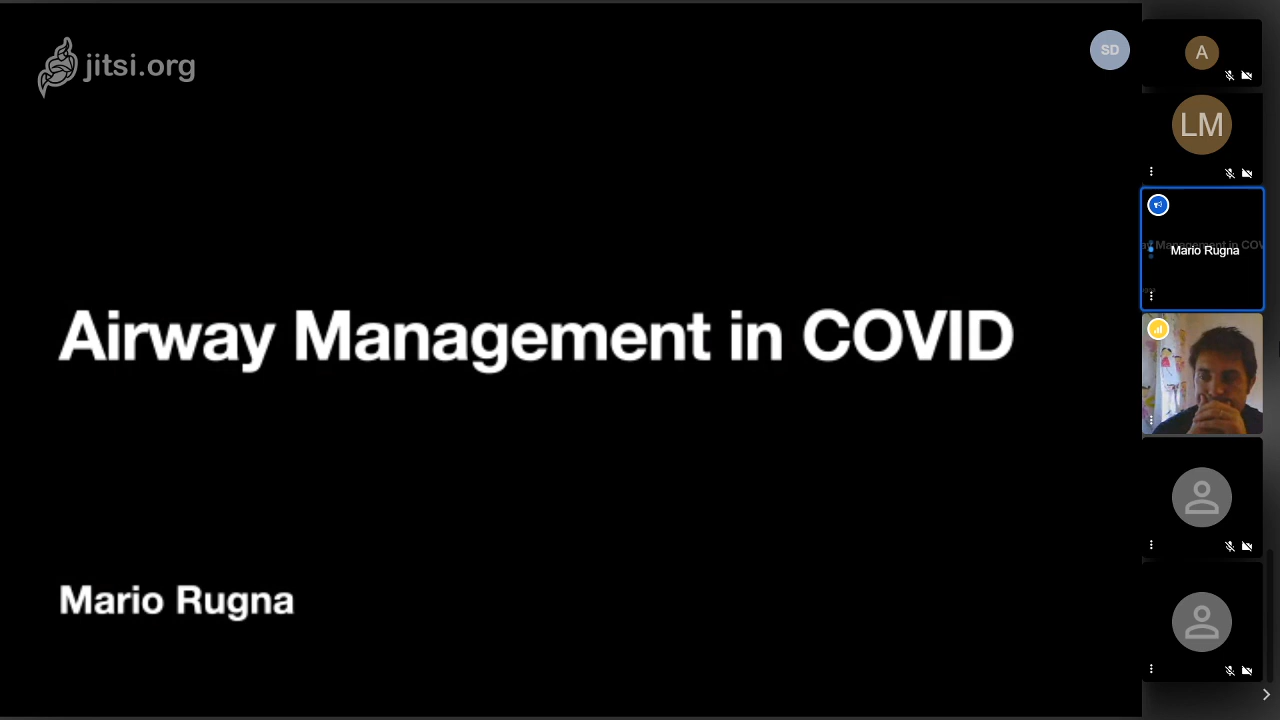 jitsi.org
SD
A
LM
Mario Rugna
Airway Management in COVID
Mario Rugna